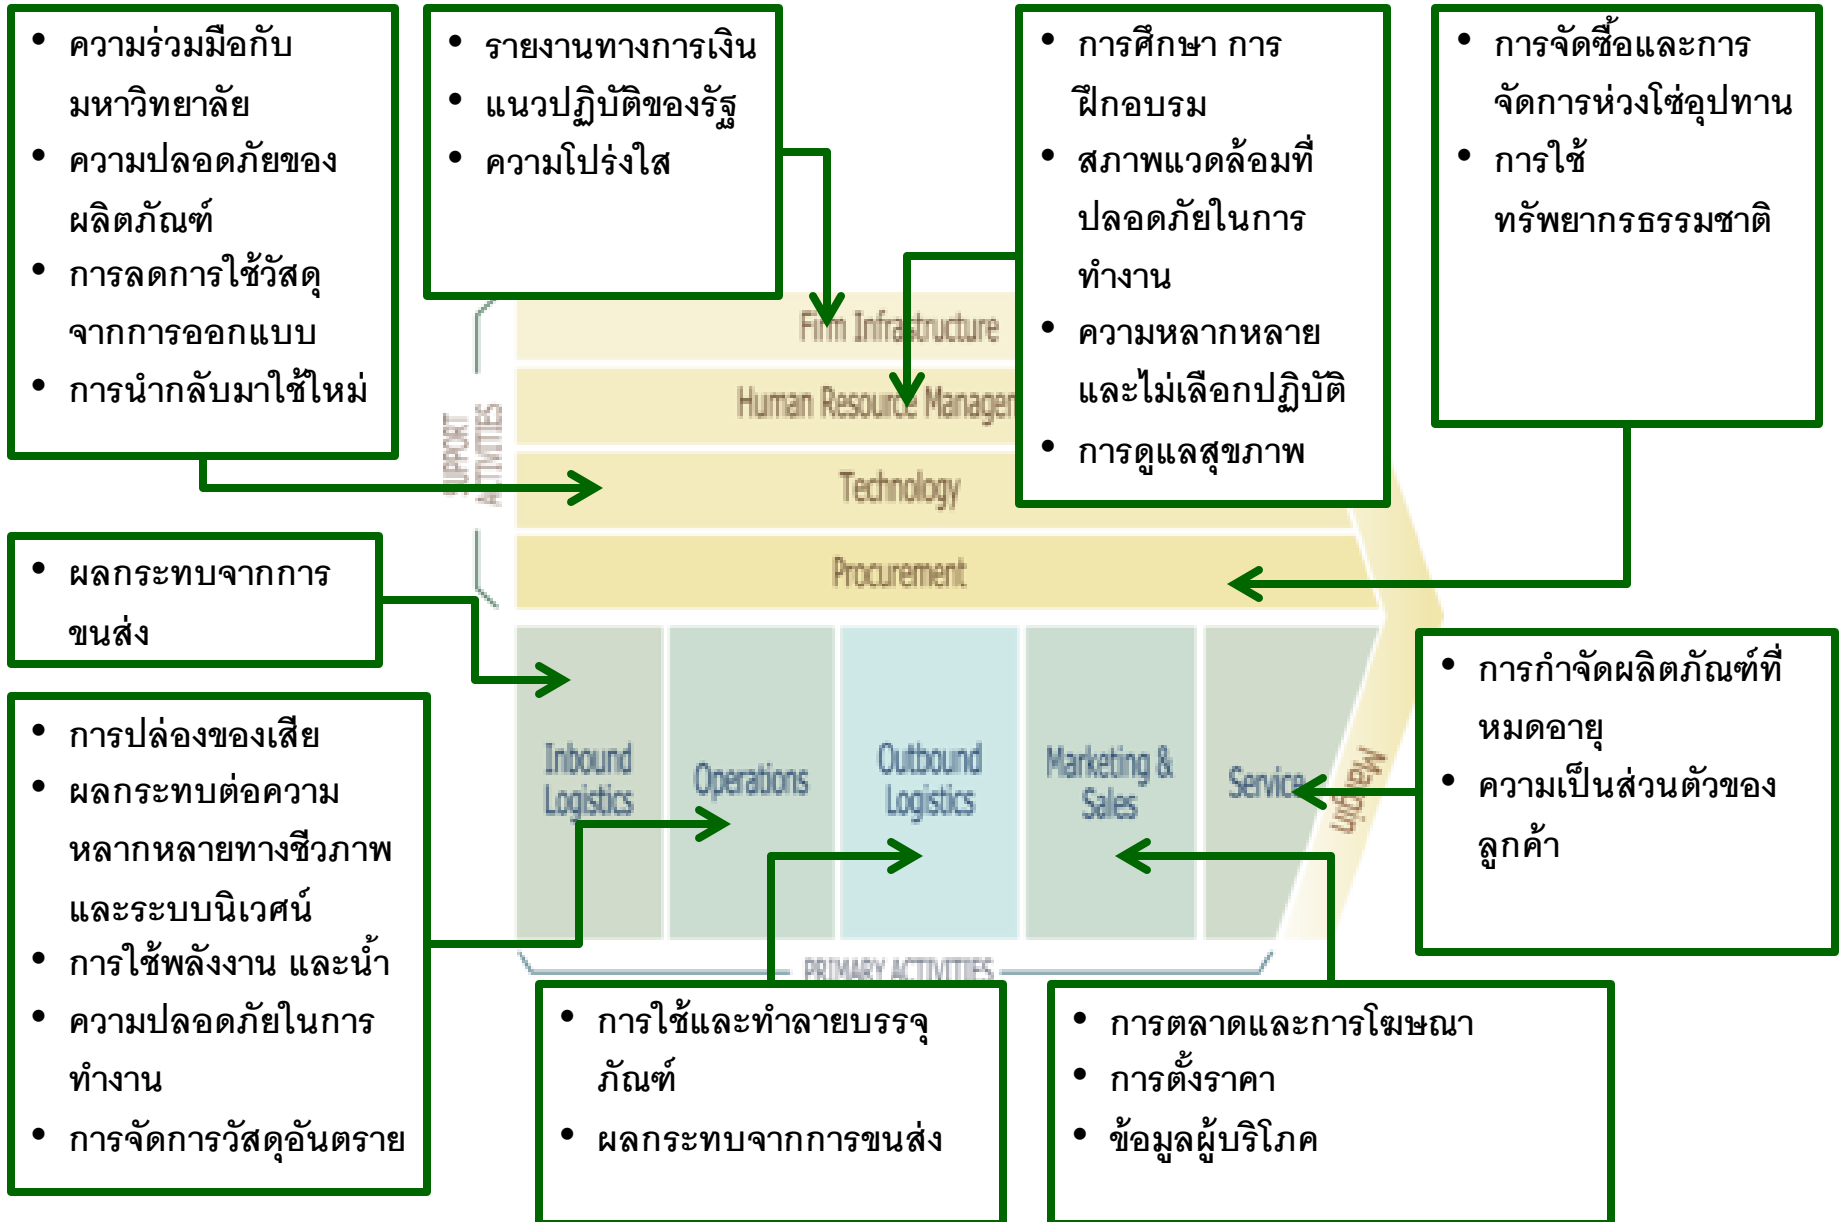 • ความร่วมมือกับ
มหาวิทยาลัย
• ความปลอดภัยของ
ผลิตภัณฑ์
• การลดการใช้วัสดุ
จากการออกแบบ
• การนำกลับมาใช้ใหม่
• รายงานทางการเงิน
• แนวปฏิบัติของรัฐ
• ความโปร่งใส
• การศึกษา การ
ฝึกอบรม
• สภาพแวดล้อมที่
ปลอดภัยในการ
ทำงาน
• ความหลากหลาย
และไม่เลือกปฏิบัติ
• การดูแลสุขภาพ
• การจัดซื้อและการ
จัดการห่วงโซ่อุปทาน
• การใช้
ทรัพยากรธรรมชาติ
SUPPORT
ACTIVITIES
Firm Infrastructure
Human Resource Manage
Technology
Procurement
• ผลกระทบจากการ
ขนส่ง
• การปล่องของเสีย
• ผลกระทบต่อความ
หลากหลายทางชีวภาพ
และระบบนิเวศน์
• การใช้พลังงาน และน้ำ
• ความปลอดภัยในการ
ทำงาน
• การจัดการวัสดุอันตราย
Inbound
Logistics
Operations
Outbound
Logistics
Marketing &
Sales
Service
Margin
• การกำจัดผลิตภัณฑ์ที่
หมดอายุ
• ความเป็นส่วนตัวของ
ลูกค้า
PRIMARY ACTIVITIES
• การใช้และทำลายบรรจุ
ภัณฑ์
• ผลกระทบจากการขนส่ง
• การตลาดและการโฆษณา
• การตั้งราคา
• ข้อมูลผู้บริโภค